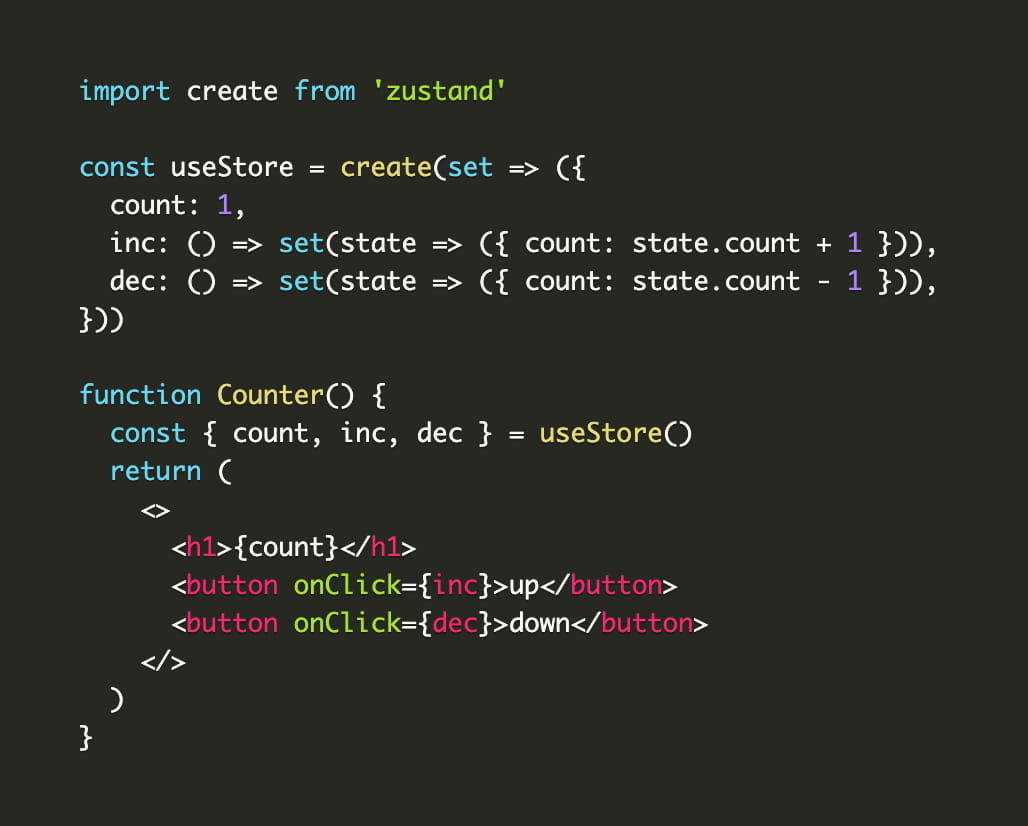 import create from 'zustand'
const useStore = create(set => ({
  count: 1,
  inc: () => set(state => ({ count: state.count + 1 })),
  dec: () => set(state => ({ count: state.count - 1 })),
}))
function Counter() {
  const { count, inc, dec } = useStore()
  return (
    <>
      <h1>{count}</h1>
      <button onClick={inc}>up</button>
      <button onClick={dec}>down</button>
    </>
  )
}